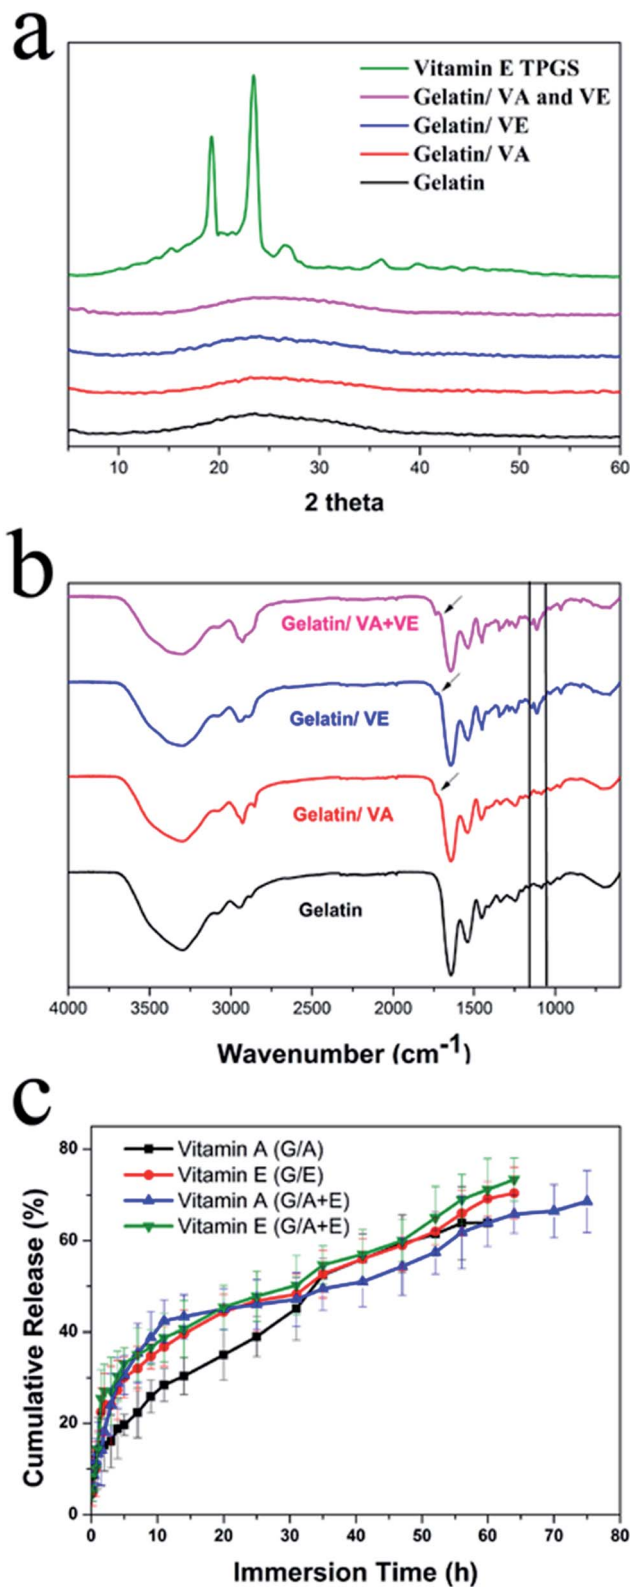 a
Vitamin E TPGS
Gelatin/ VA and VE
Gelatin/ VE
Gelatin/ VA
Gelatin
10 20 30 40 50 60
2 theta
b
Gelatin/ VA+VE
Gelatin/ VE
Gelatin/ VA
Gelatin
4000 3500 3000 2500 2000 1500 1000
Wavenumber (cm⁻¹)
c
80
60
40
20
0
Cumulative Release (%)
Vitamin A (G/A)
Vitamin E (G/E)
Vitamin A (G/A+E)
Vitamin E (G/A+E)
0 10 20 30 40 50 60 70 80
Immersion Time (h)